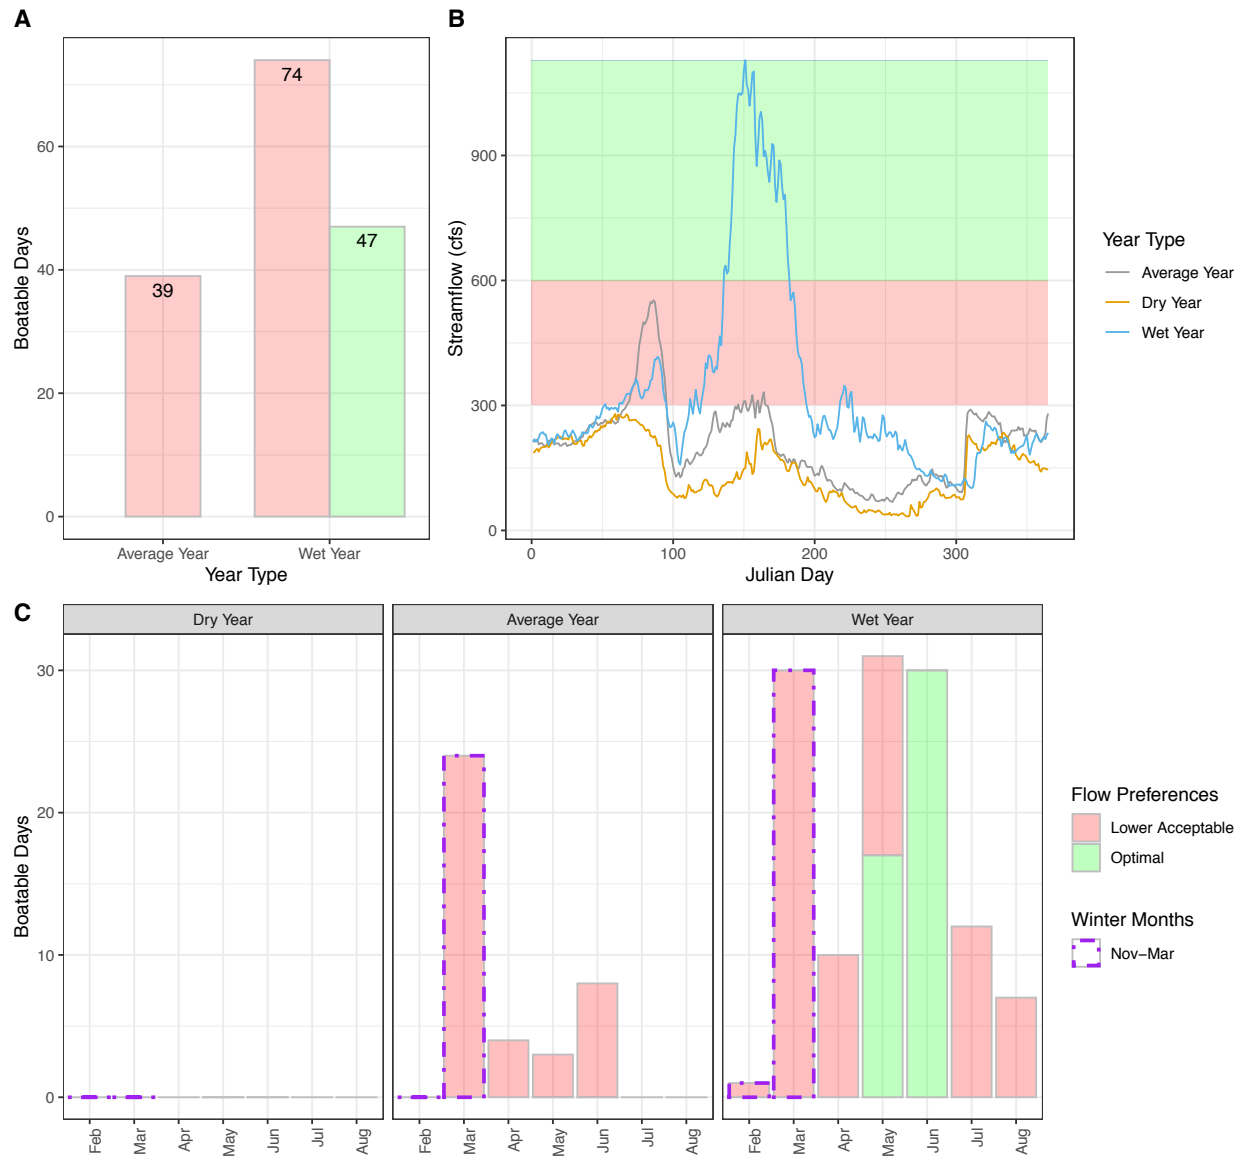 A
B
Boatable Days
0
20
40
60
39
74
47
Average Year
Wet Year
Year Type
Streamflow (cfs)
0
300
600
900
0
100
200
300
Julian Day
Year Type
Average Year
Dry Year
Wet Year
C
Dry Year
Average Year
Wet Year
Boatable Days
0
10
20
30
Feb
Mar
Apr
May
Jun
Jul
Aug
Feb
Mar
Apr
May
Jun
Jul
Aug
Feb
Mar
Apr
May
Jun
Jul
Aug
Flow Preferences
Lower Acceptable
Optimal
Winter Months
Nov−Mar